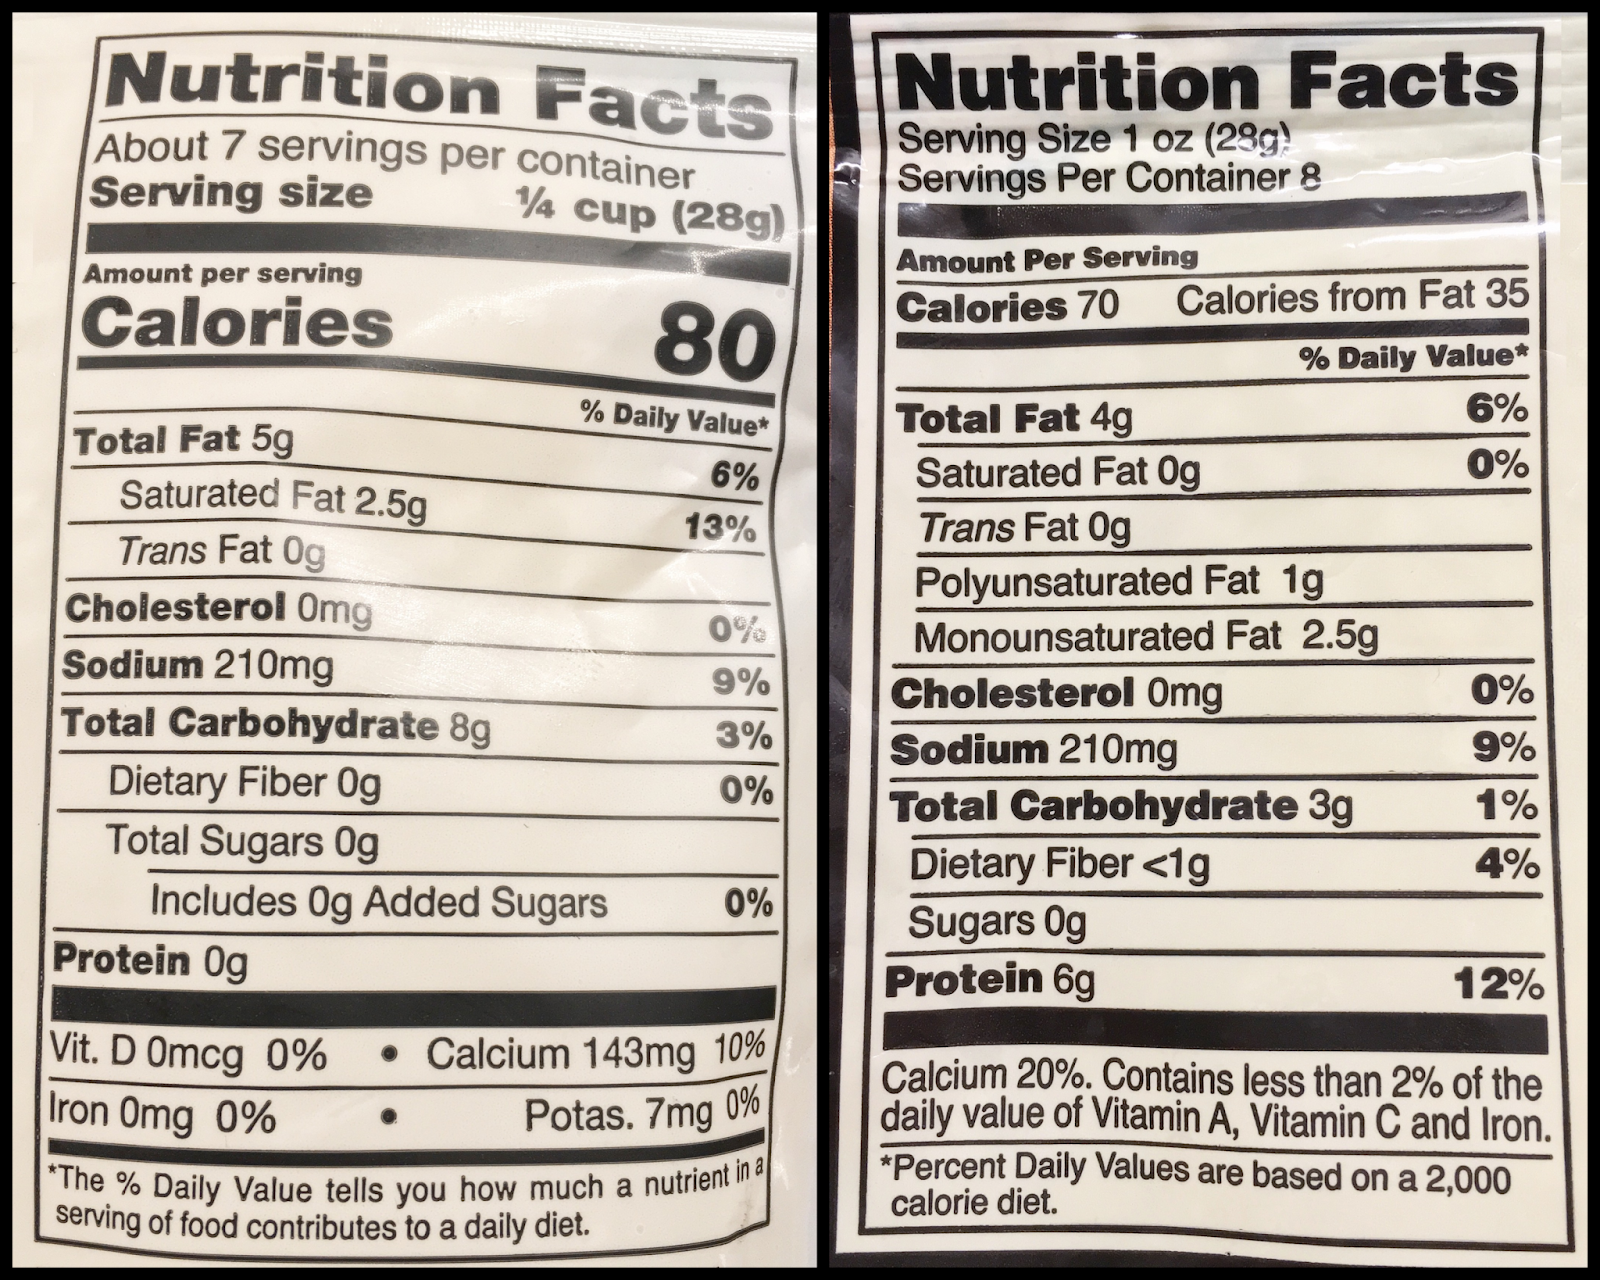 Nutrition Facts
About 7 servings per container
Serving size ¼ cup (28g)
Amount per serving
Calories 80
% Daily Value*
Total Fat 5g 6%
Saturated Fat 2.5g 13%
Trans Fat 0g
Cholesterol 0mg 0%
Sodium 210mg 9%
Total Carbohydrate 8g 3%
Dietary Fiber 0g 0%
Total Sugars 0g
Includes 0g Added Sugars 0%
Protein 0g
Vit. D 0mcg 0% • Calcium 143mg 10%
Iron 0mg 0% • Potas. 7mg 0%
*The % Daily Value tells you how much a nutrient in a
serving of food contributes to a daily diet.
Nutrition Facts
Serving Size 1 oz (28g)
Servings Per Container 8
Amount Per Serving
Calories 70 Calories from Fat 35
% Daily Value*
Total Fat 4g 6%
Saturated Fat 0g 0%
Trans Fat 0g
Polyunsaturated Fat 1g
Monounsaturated Fat 2.5g
Cholesterol 0mg 0%
Sodium 210mg 9%
Total Carbohydrate 3g 1%
Dietary Fiber <1g 4%
Sugars 0g
Protein 6g 12%
Calcium 20%. Contains less than 2% of the
daily value of Vitamin A, Vitamin C and Iron.
*Percent Daily Values are based on a 2,000
calorie diet.